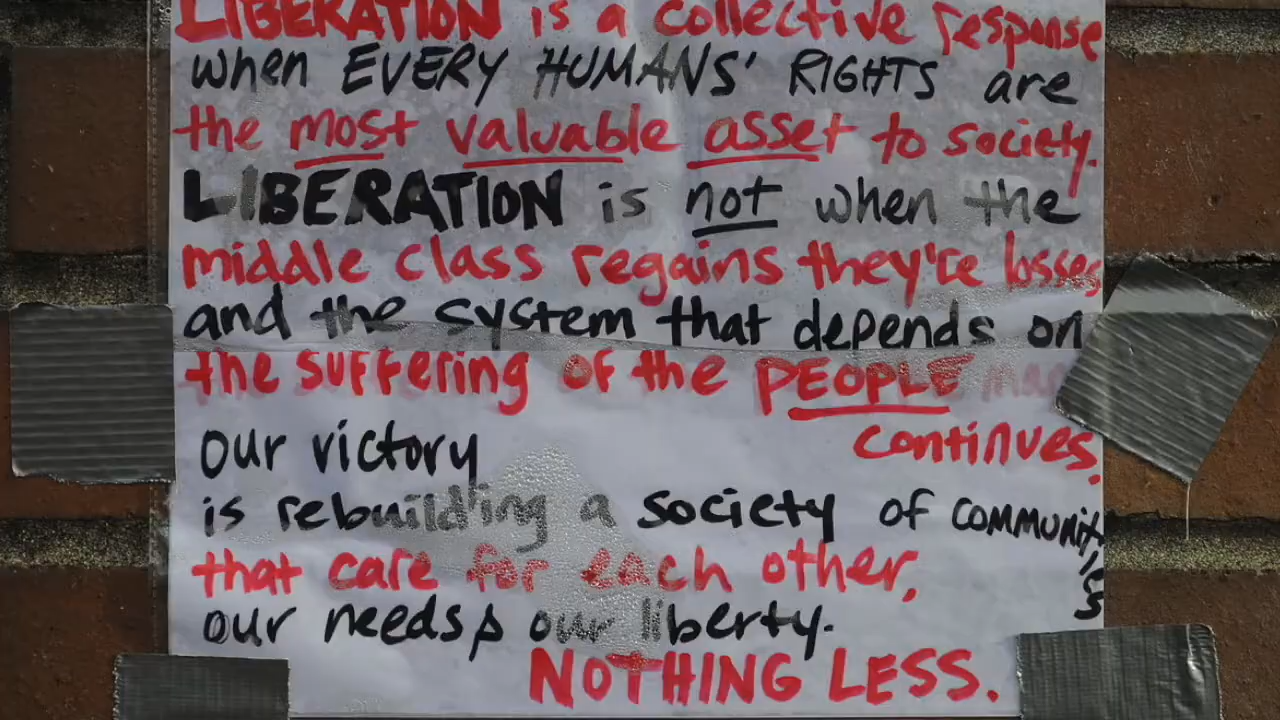 LIBERATION is a collective response
when EVERY HUMANS' RIGHTS are
the most valuable asset to society.
LIBERATION is not when the
middle class regains they're losses
and the system that depends on
the suffering of the PEOPLE
continues.
our victory
is rebuilding a society of communities
that care for each other,
our needs & our liberty.
NOTHING LESS.